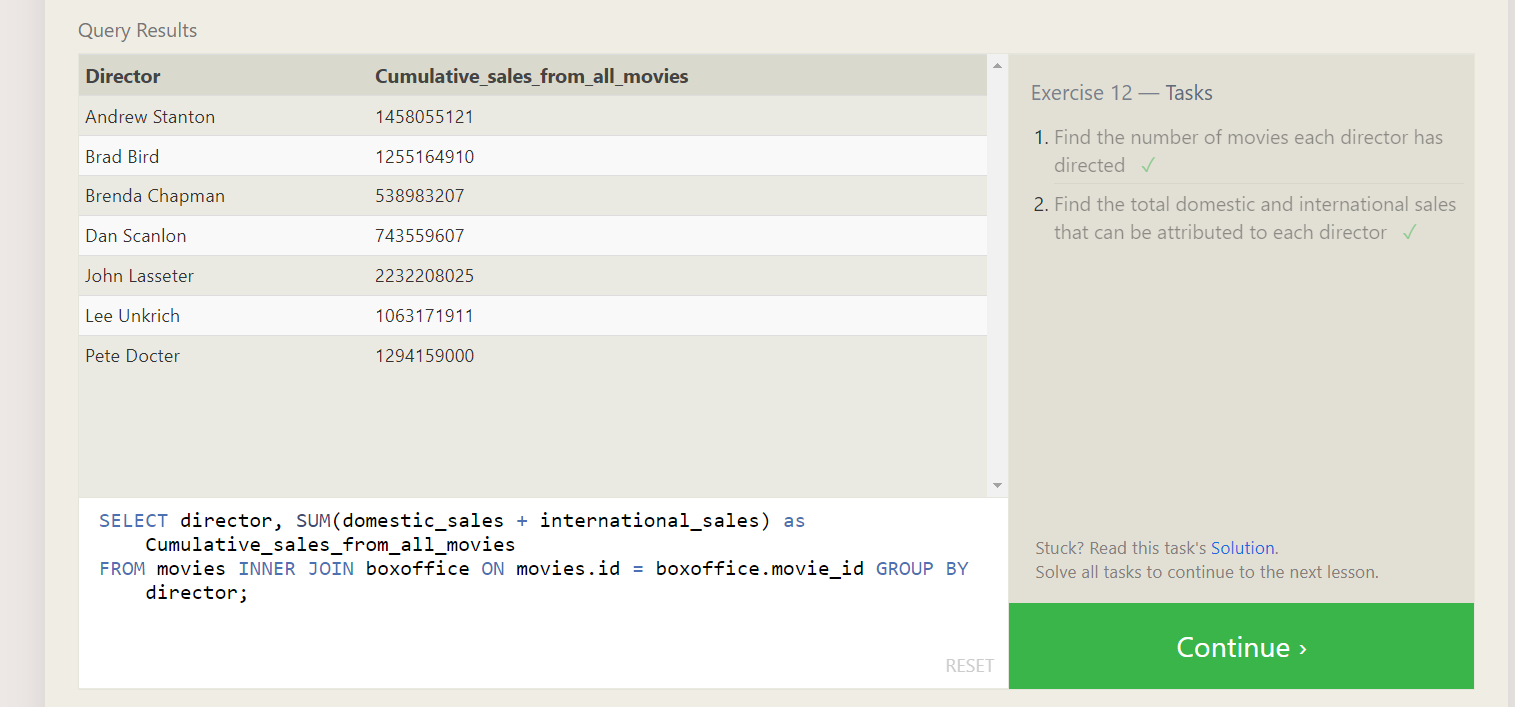 Query Results
Director Cumulative_sales_from_all_movies
Andrew Stanton 1458055121
Brad Bird 1255164910
Brenda Chapman 538983207
Dan Scanlon 743559607
John Lasseter 2232208025
Lee Unkrich 1063171911
Pete Docter 1294159000
SELECT director, SUM(domestic_sales + international_sales) as
Cumulative_sales_from_all_movies
FROM movies INNER JOIN boxoffice ON movies.id = boxoffice.movie_id GROUP BY
director;
RESET
Exercise 12 — Tasks
1. Find the number of movies each director has
directed ✓
2. Find the total domestic and international sales
that can be attributed to each director ✓
Stuck? Read this task's Solution.
Solve all tasks to continue to the next lesson.
Continue ›